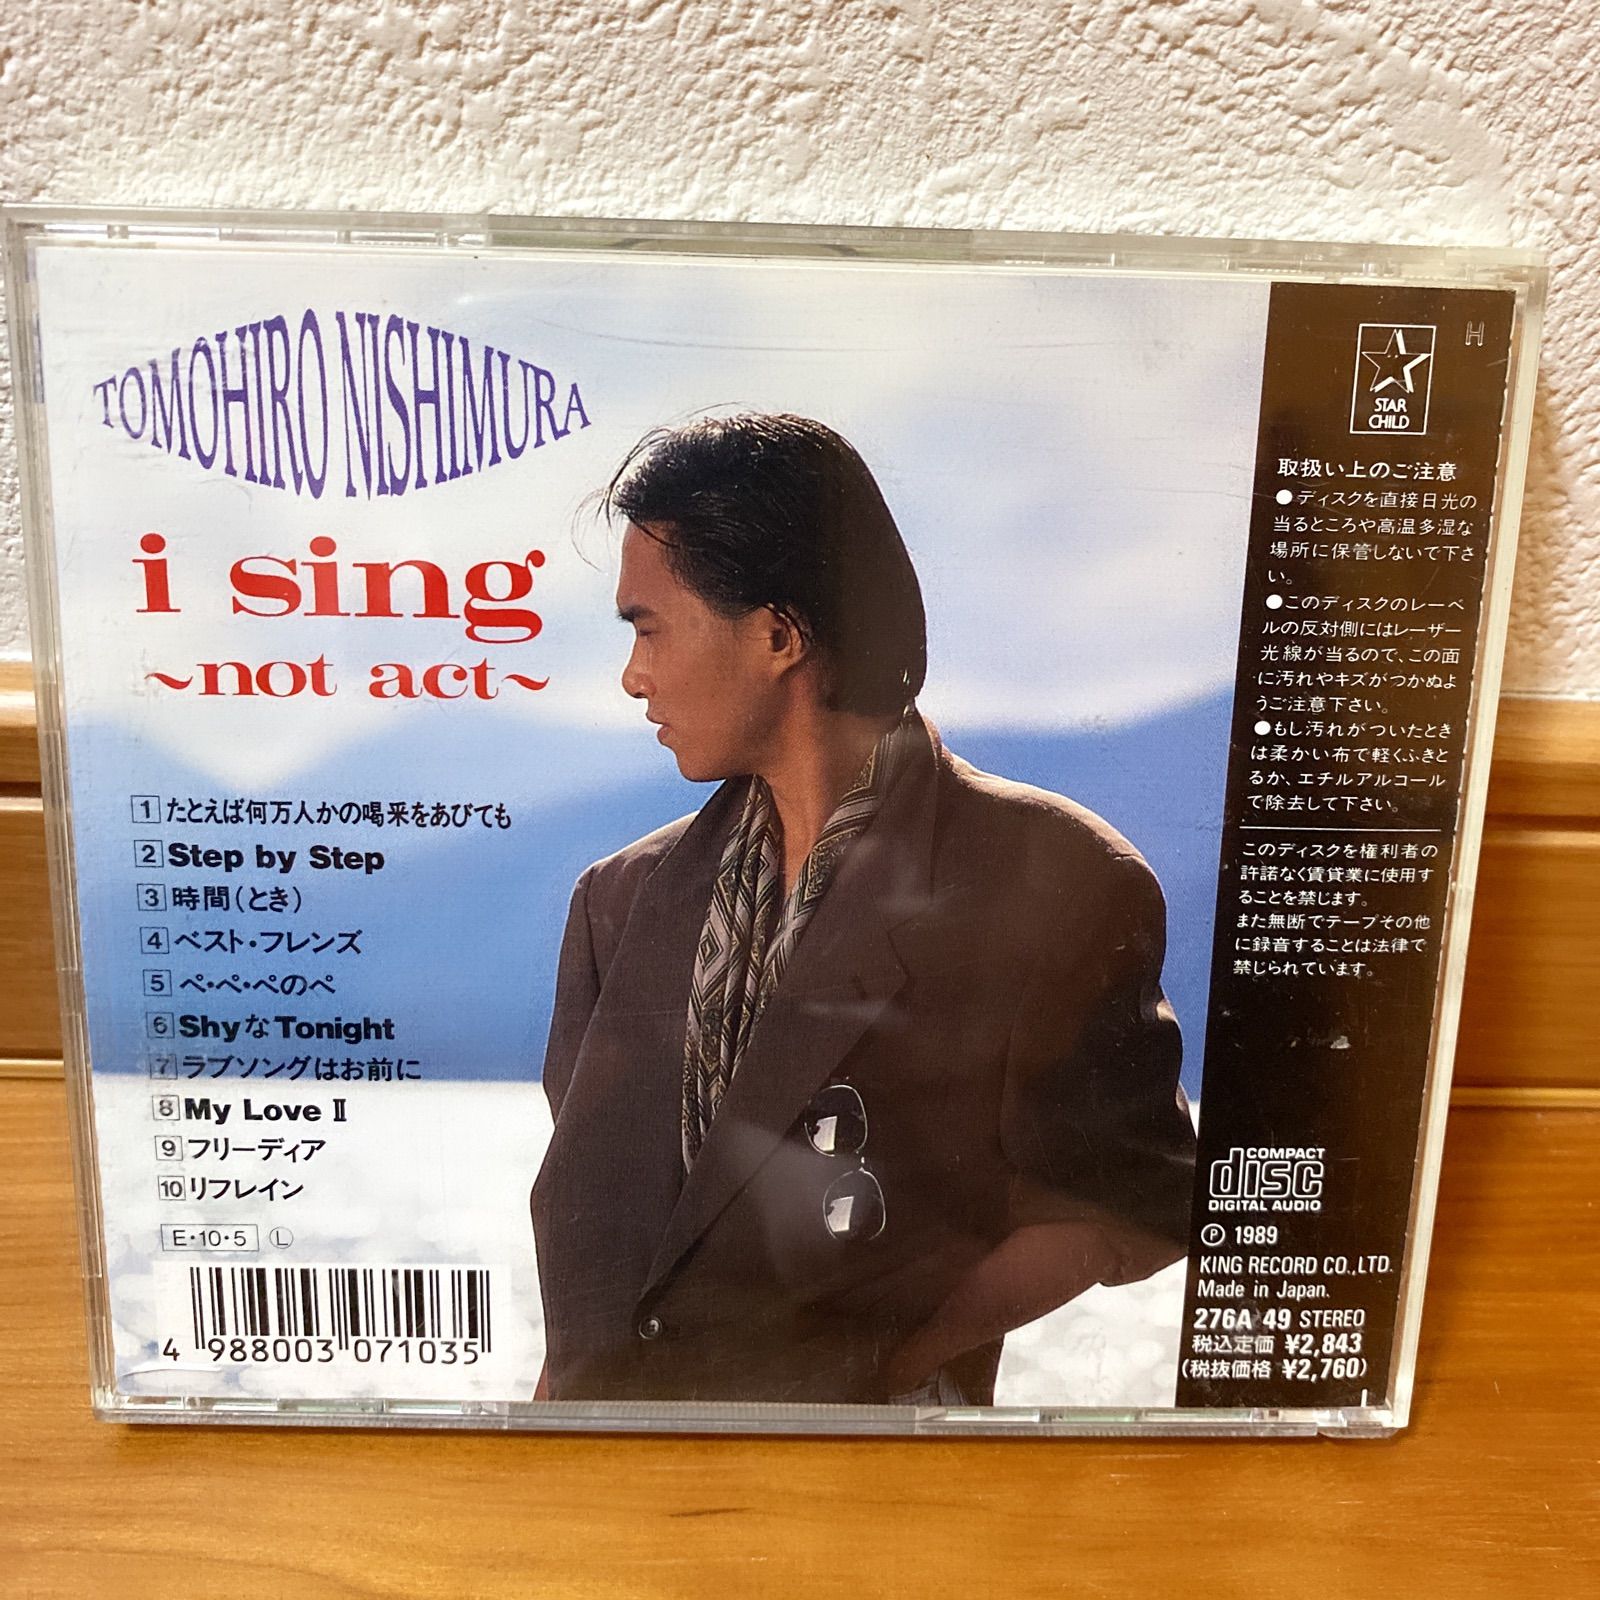 TOMOHIRO NISHIMURA
i sing
~not act~
1 たとえば何万人かの喝采をあびても
2 Step by Step
3 時間(とき)
4 ベスト・フレンズ
5 ペ・ペ・ペのペ
6 ShyなTonight
7 ラブソングはお前に
8 My Love Ⅱ
9 フリーディア
10 リフレイン
E・10・5 Ⓛ
4 988003 071035
H
STAR
CHILD
取扱い上のご注意
●ディスクを直接日光の
当るところや高温多湿な
場所に保管しないで下さ
い。
●このディスクのレーベ
ルの反対側にはレーザー
光線が当るので、この面
に汚れやキズがつかぬよ
うご注意下さい。
●もし汚れがついたとき
は柔かい布で軽くふきと
るか、エチルアルコール
で除去して下さい。
このディスクを権利者の
許諾なく賃貸業に使用す
ることを禁じます。
また無断でテープその他
に録音することは法律で
禁じられています。
COMPACT
disc
DIGITAL AUDIO
Ⓟ 1989
KING RECORD CO.,LTD.
Made in Japan.
276A 49 STEREO
税込定価 ¥2,843
(税抜価格 ¥2,760)